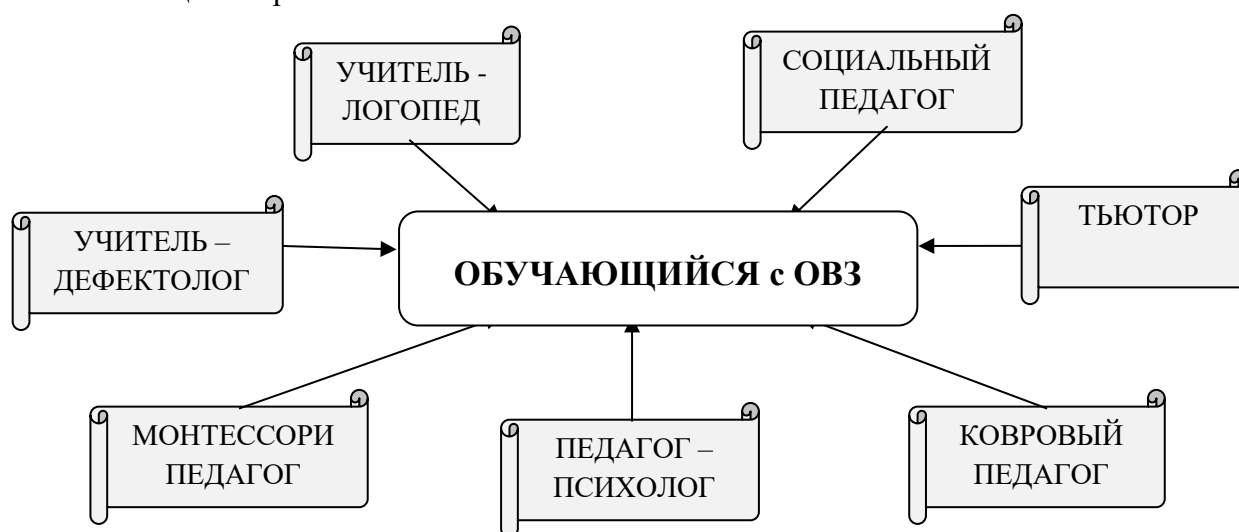 УЧИТЕЛЬ -
ЛОГОПЕД
СОЦИАЛЬНЫЙ
ПЕДАГОГ
УЧИТЕЛЬ –
ДЕФЕКТОЛОГ
ОБУЧАЮЩИЙСЯ с ОВЗ
ТЬЮТОР
МОНТЕССОРИ
ПЕДАГОГ
ПЕДАГОГ –
ПСИХОЛОГ
КОВРОВЫЙ
ПЕДАГОГ